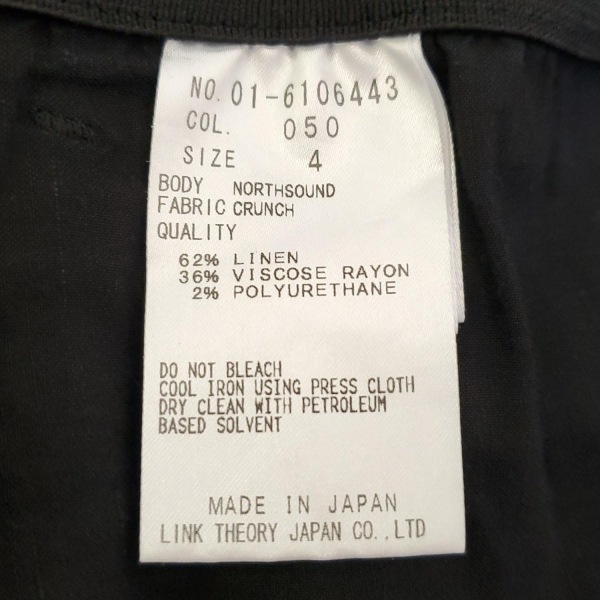 NO. 01-6106443
COL. 050
SIZE 4
BODY NORTHSOUND
FABRIC CRUNCH
QUALITY
62% LINEN
36% VISCOSE RAYON
2% POLYURETHANE
DO NOT BLEACH
COOL IRON USING PRESS CLOTH
DRY CLEAN WITH PETROLEUM
BASED SOLVENT
MADE IN JAPAN
LINK THEORY JAPAN CO.,LTD